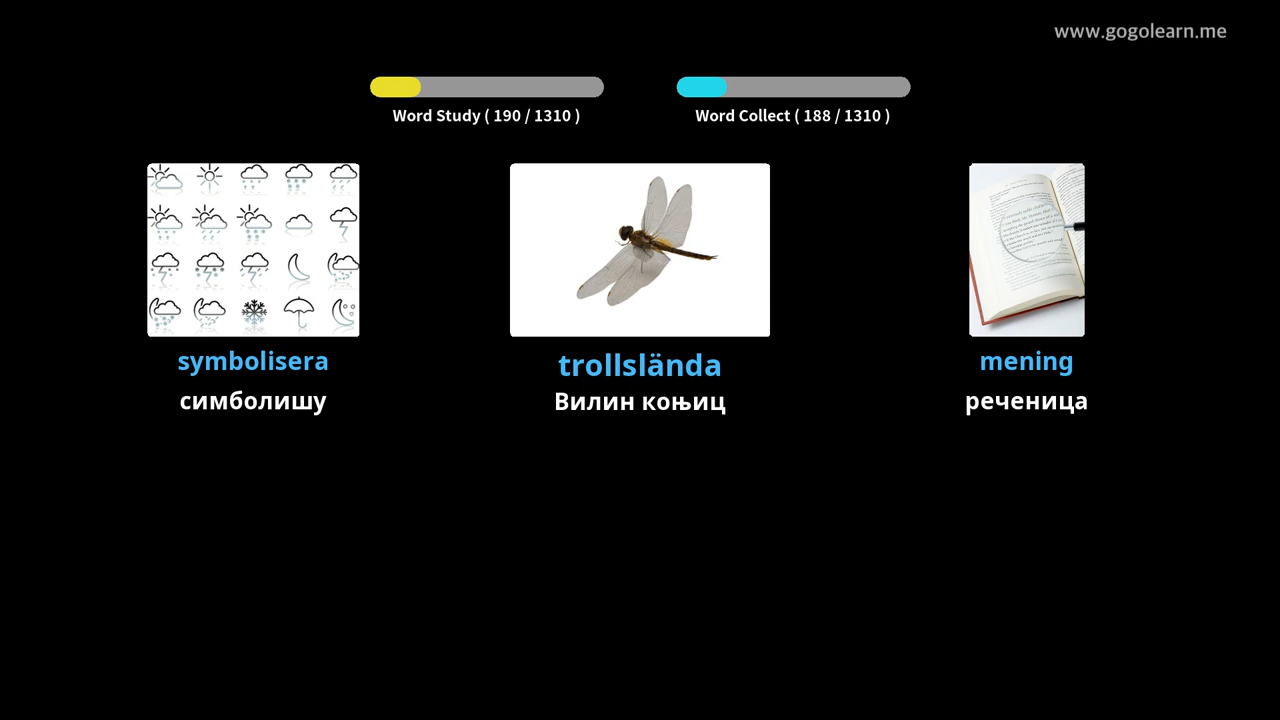 www.gogolearn.me
Word Study ( 190 / 1310 )
Word Collect ( 188 / 1310 )
symbolisera
trollslända
mening
симболишу
Вилин коњиц
реченица